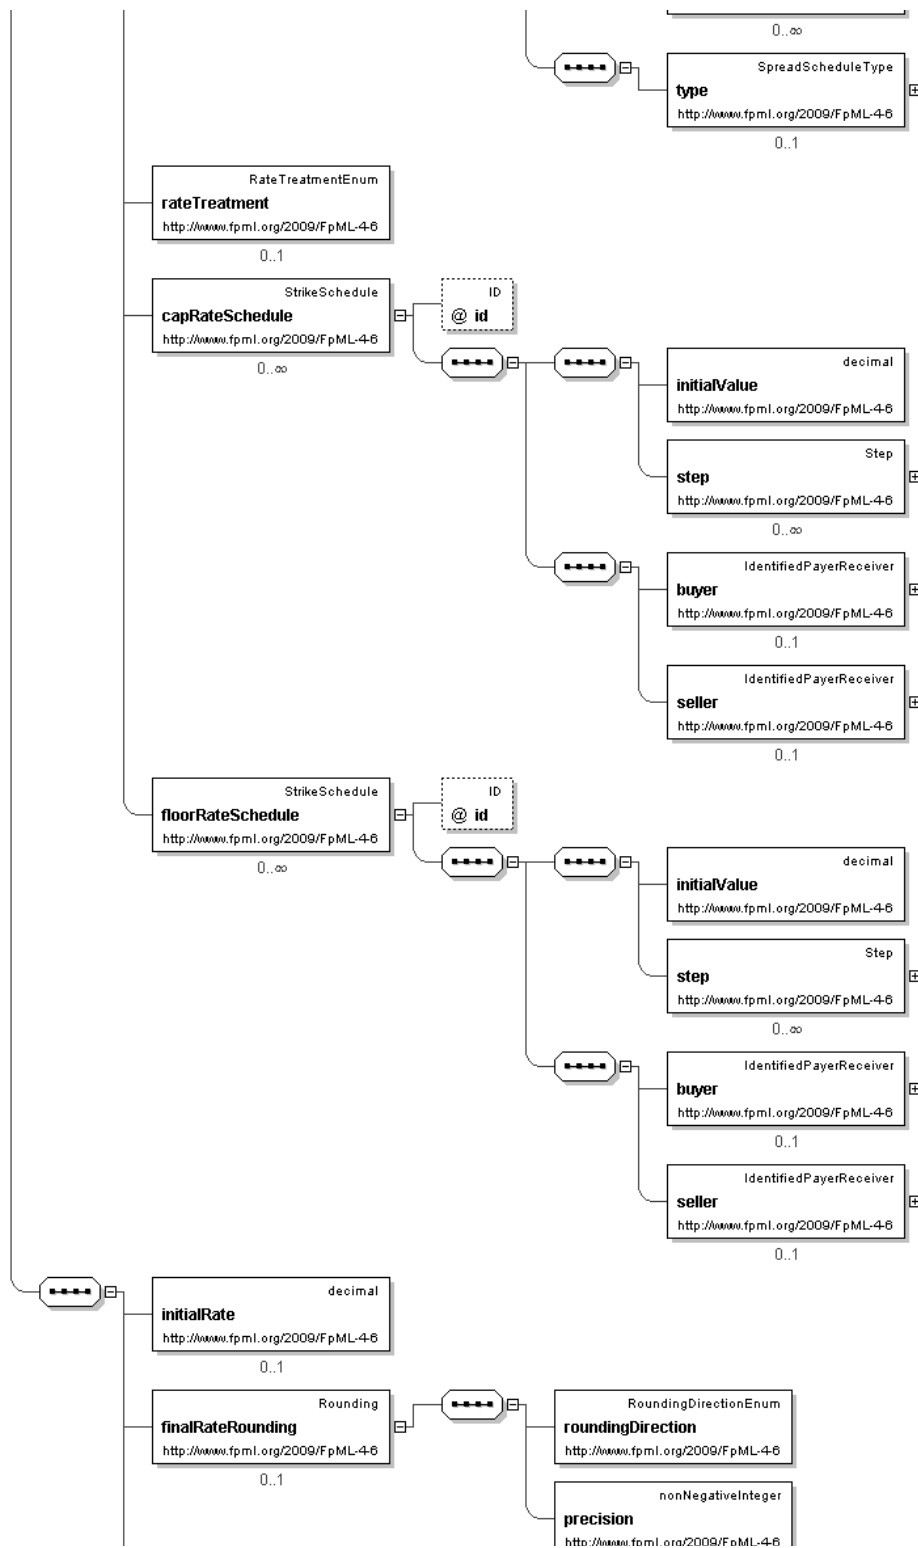 0..∞
SpreadScheduleType
type
http://www.fpml.org/2009/FpML-4-6
0..1
RateTreatmentEnum
rateTreatment
http://www.fpml.org/2009/FpML-4-6
0..1
StrikeSchedule
capRateSchedule
http://www.fpml.org/2009/FpML-4-6
0..∞
ID
@ id
decimal
initialValue
http://www.fpml.org/2009/FpML-4-6
Step
step
http://www.fpml.org/2009/FpML-4-6
0..∞
IdentifiedPayerReceiver
buyer
http://www.fpml.org/2009/FpML-4-6
0..1
IdentifiedPayerReceiver
seller
http://www.fpml.org/2009/FpML-4-6
0..1
StrikeSchedule
floorRateSchedule
http://www.fpml.org/2009/FpML-4-6
0..∞
ID
@ id
decimal
initialValue
http://www.fpml.org/2009/FpML-4-6
Step
step
http://www.fpml.org/2009/FpML-4-6
0..∞
IdentifiedPayerReceiver
buyer
http://www.fpml.org/2009/FpML-4-6
0..1
IdentifiedPayerReceiver
seller
http://www.fpml.org/2009/FpML-4-6
0..1
decimal
initialRate
http://www.fpml.org/2009/FpML-4-6
0..1
Rounding
finalRateRounding
http://www.fpml.org/2009/FpML-4-6
0..1
RoundingDirectionEnum
roundingDirection
http://www.fpml.org/2009/FpML-4-6
nonNegativeInteger
precision
http://www.fpml.org/2009/FpML-4-6